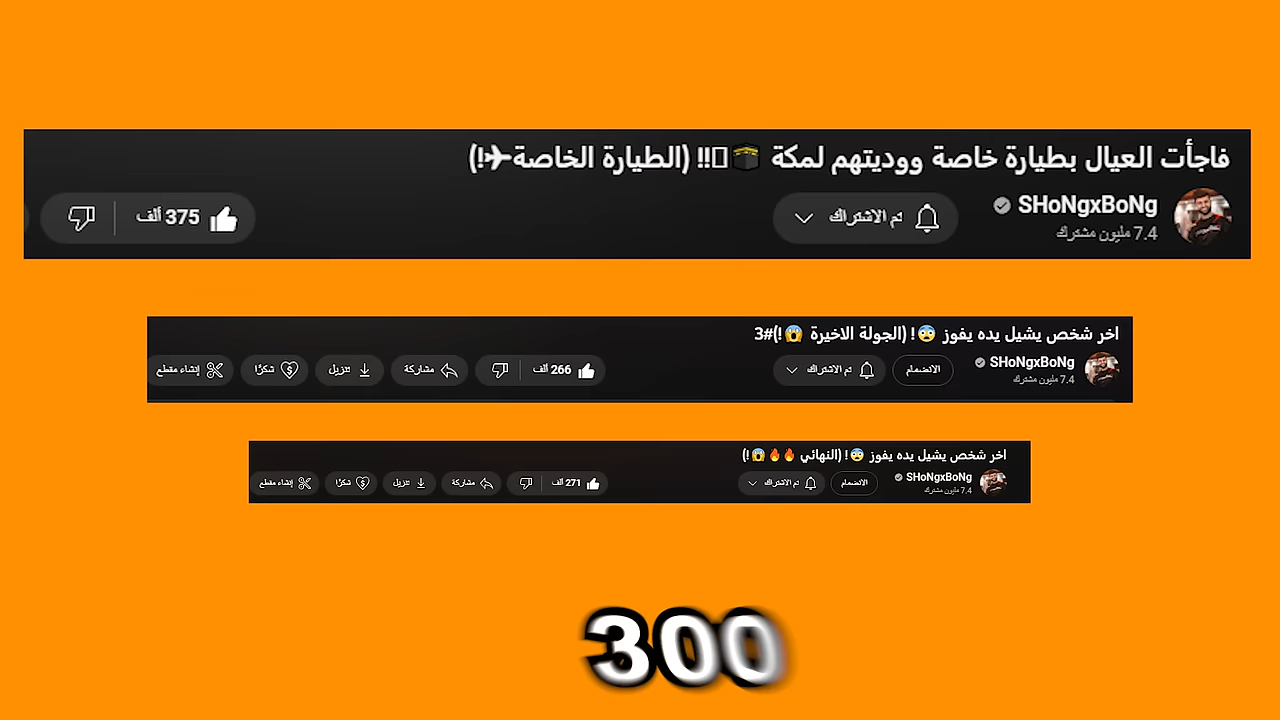 فاجأت العيال بطيارة خاصة ووديتهم لمكة 🕋▯!! (الطيارة الخاصة✈!)
SHoNgxBoNg
7.4 مليون مشترك
تم الاشتراك
375 ألف
اخر شخص يشيل يده يفوز 😨! (الجولة الاخيرة 😱!)#3
SHoNgxBoNg
7.4 مليون مشترك
الانضمام
تم الاشتراك
266 ألف
مشاركة
تنزيل
شكرًا
إنشاء مقطع
اخر شخص يشيل يده يفوز 😨! (النهائي 🔥🔥😱!)
SHoNgxBoNg
7.4 مليون مشترك
الانضمام
تم الاشتراك
271 ألف
مشاركة
تنزيل
شكرًا
إنشاء مقطع
300